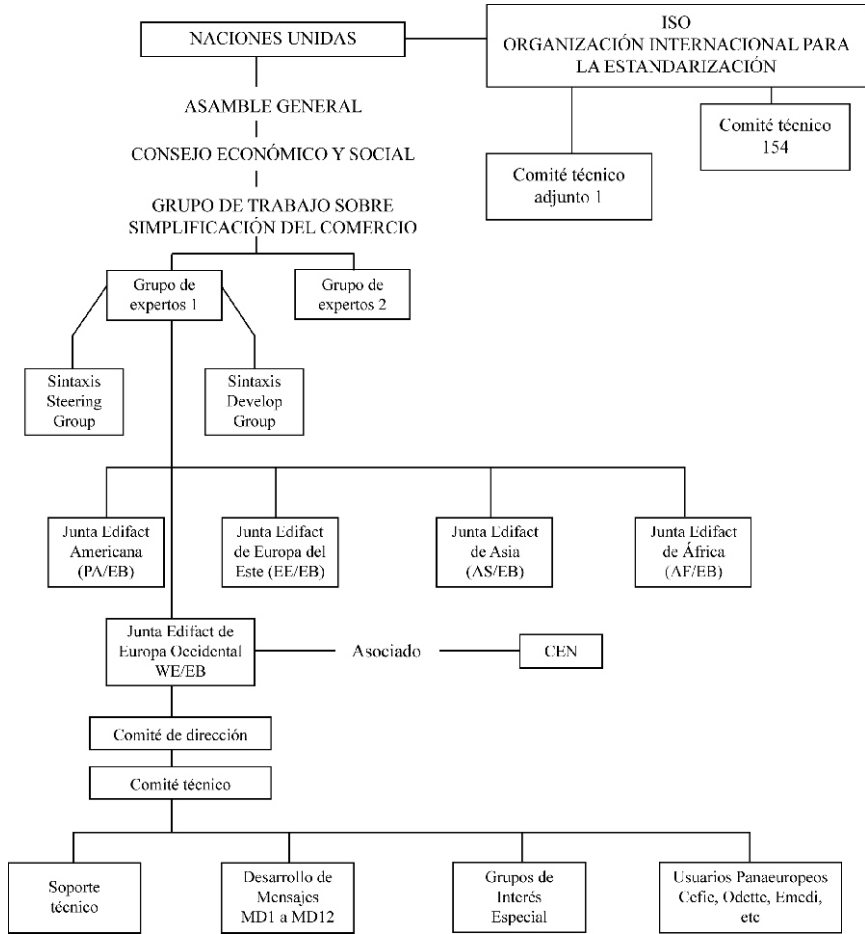 NACIONES UNIDAS
ISO
ORGANIZACIÓN INTERNACIONAL PARA
LA ESTANDARIZACIÓN
ASAMBLE GENERAL
CONSEJO ECONÓMICO Y SOCIAL
GRUPO DE TRABAJO SOBRE
SIMPLIFICACIÓN DEL COMERCIO
Comité técnico
154
Comité técnico
adjunto 1
Grupo de
expertos 1
Grupo de
expertos 2
Sintaxis
Steering
Group
Sintaxis
Develop
Group
Junta Edifact
Americana
(PA/EB)
Junta Edifact
de Europa del
Este (EE/EB)
Junta Edifact
de Asia
(AS/EB)
Junta Edifact
de África
(AF/EB)
Junta Edifact de
Europa Occidental
WE/EB
Asociado
CEN
Comité de dirección
Comité técnico
Soporte
técnico
Desarrollo de
Mensajes
MD1 a MD12
Grupos de
Interés
Especial
Usuarios Panaeuropeos
Cefic, Odette, Emedi,
etc